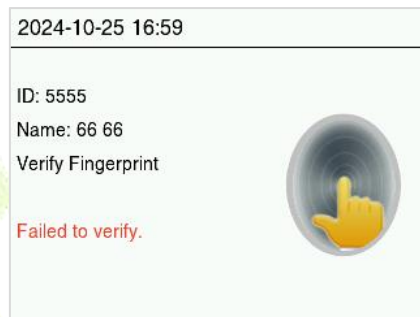 2024-10-25 16:59
ID: 5555
Name: 66 66
Verify Fingerprint
Failed to verify.